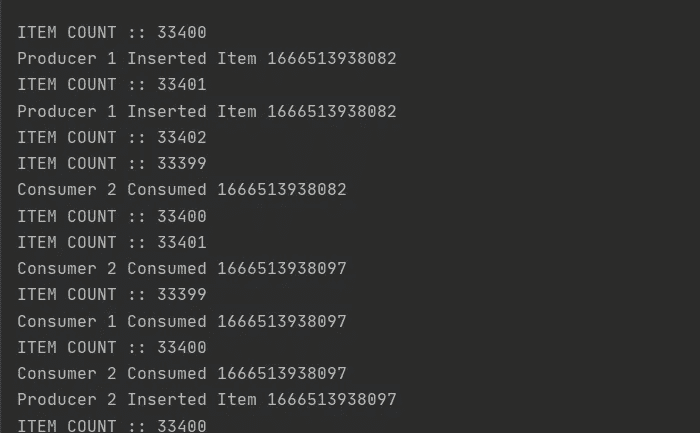 ITEM COUNT :: 33400
Producer 1 Inserted Item 1666513938082
ITEM COUNT :: 33401
Producer 1 Inserted Item 1666513938082
ITEM COUNT :: 33402
ITEM COUNT :: 33399
Consumer 2 Consumed 1666513938082
ITEM COUNT :: 33400
ITEM COUNT :: 33401
Consumer 2 Consumed 1666513938097
ITEM COUNT :: 33399
Consumer 1 Consumed 1666513938097
ITEM COUNT :: 33400
Consumer 2 Consumed 1666513938097
Producer 2 Inserted Item 1666513938097
ITEM COUNT :: 33400